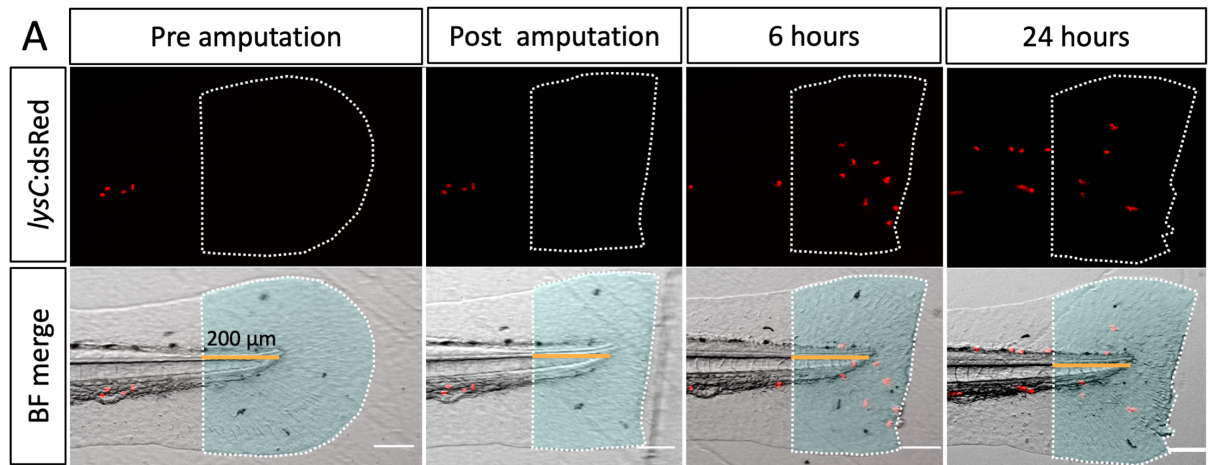 A
Pre amputation
Post amputation
6 hours
24 hours
lysC:dsRed
BF merge
200 µm